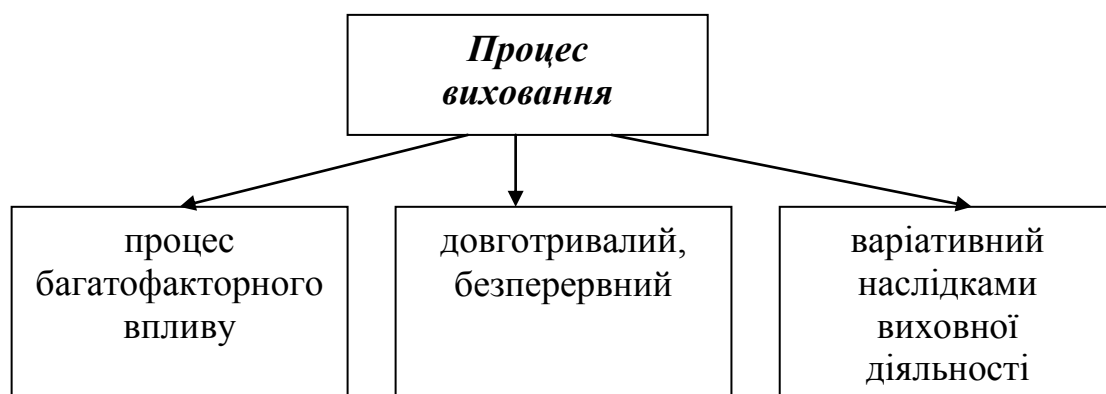 Процес
виховання
процес
багатофакторного
впливу
довготривалий,
безперервний
варіативний
наслідками
виховної
діяльності